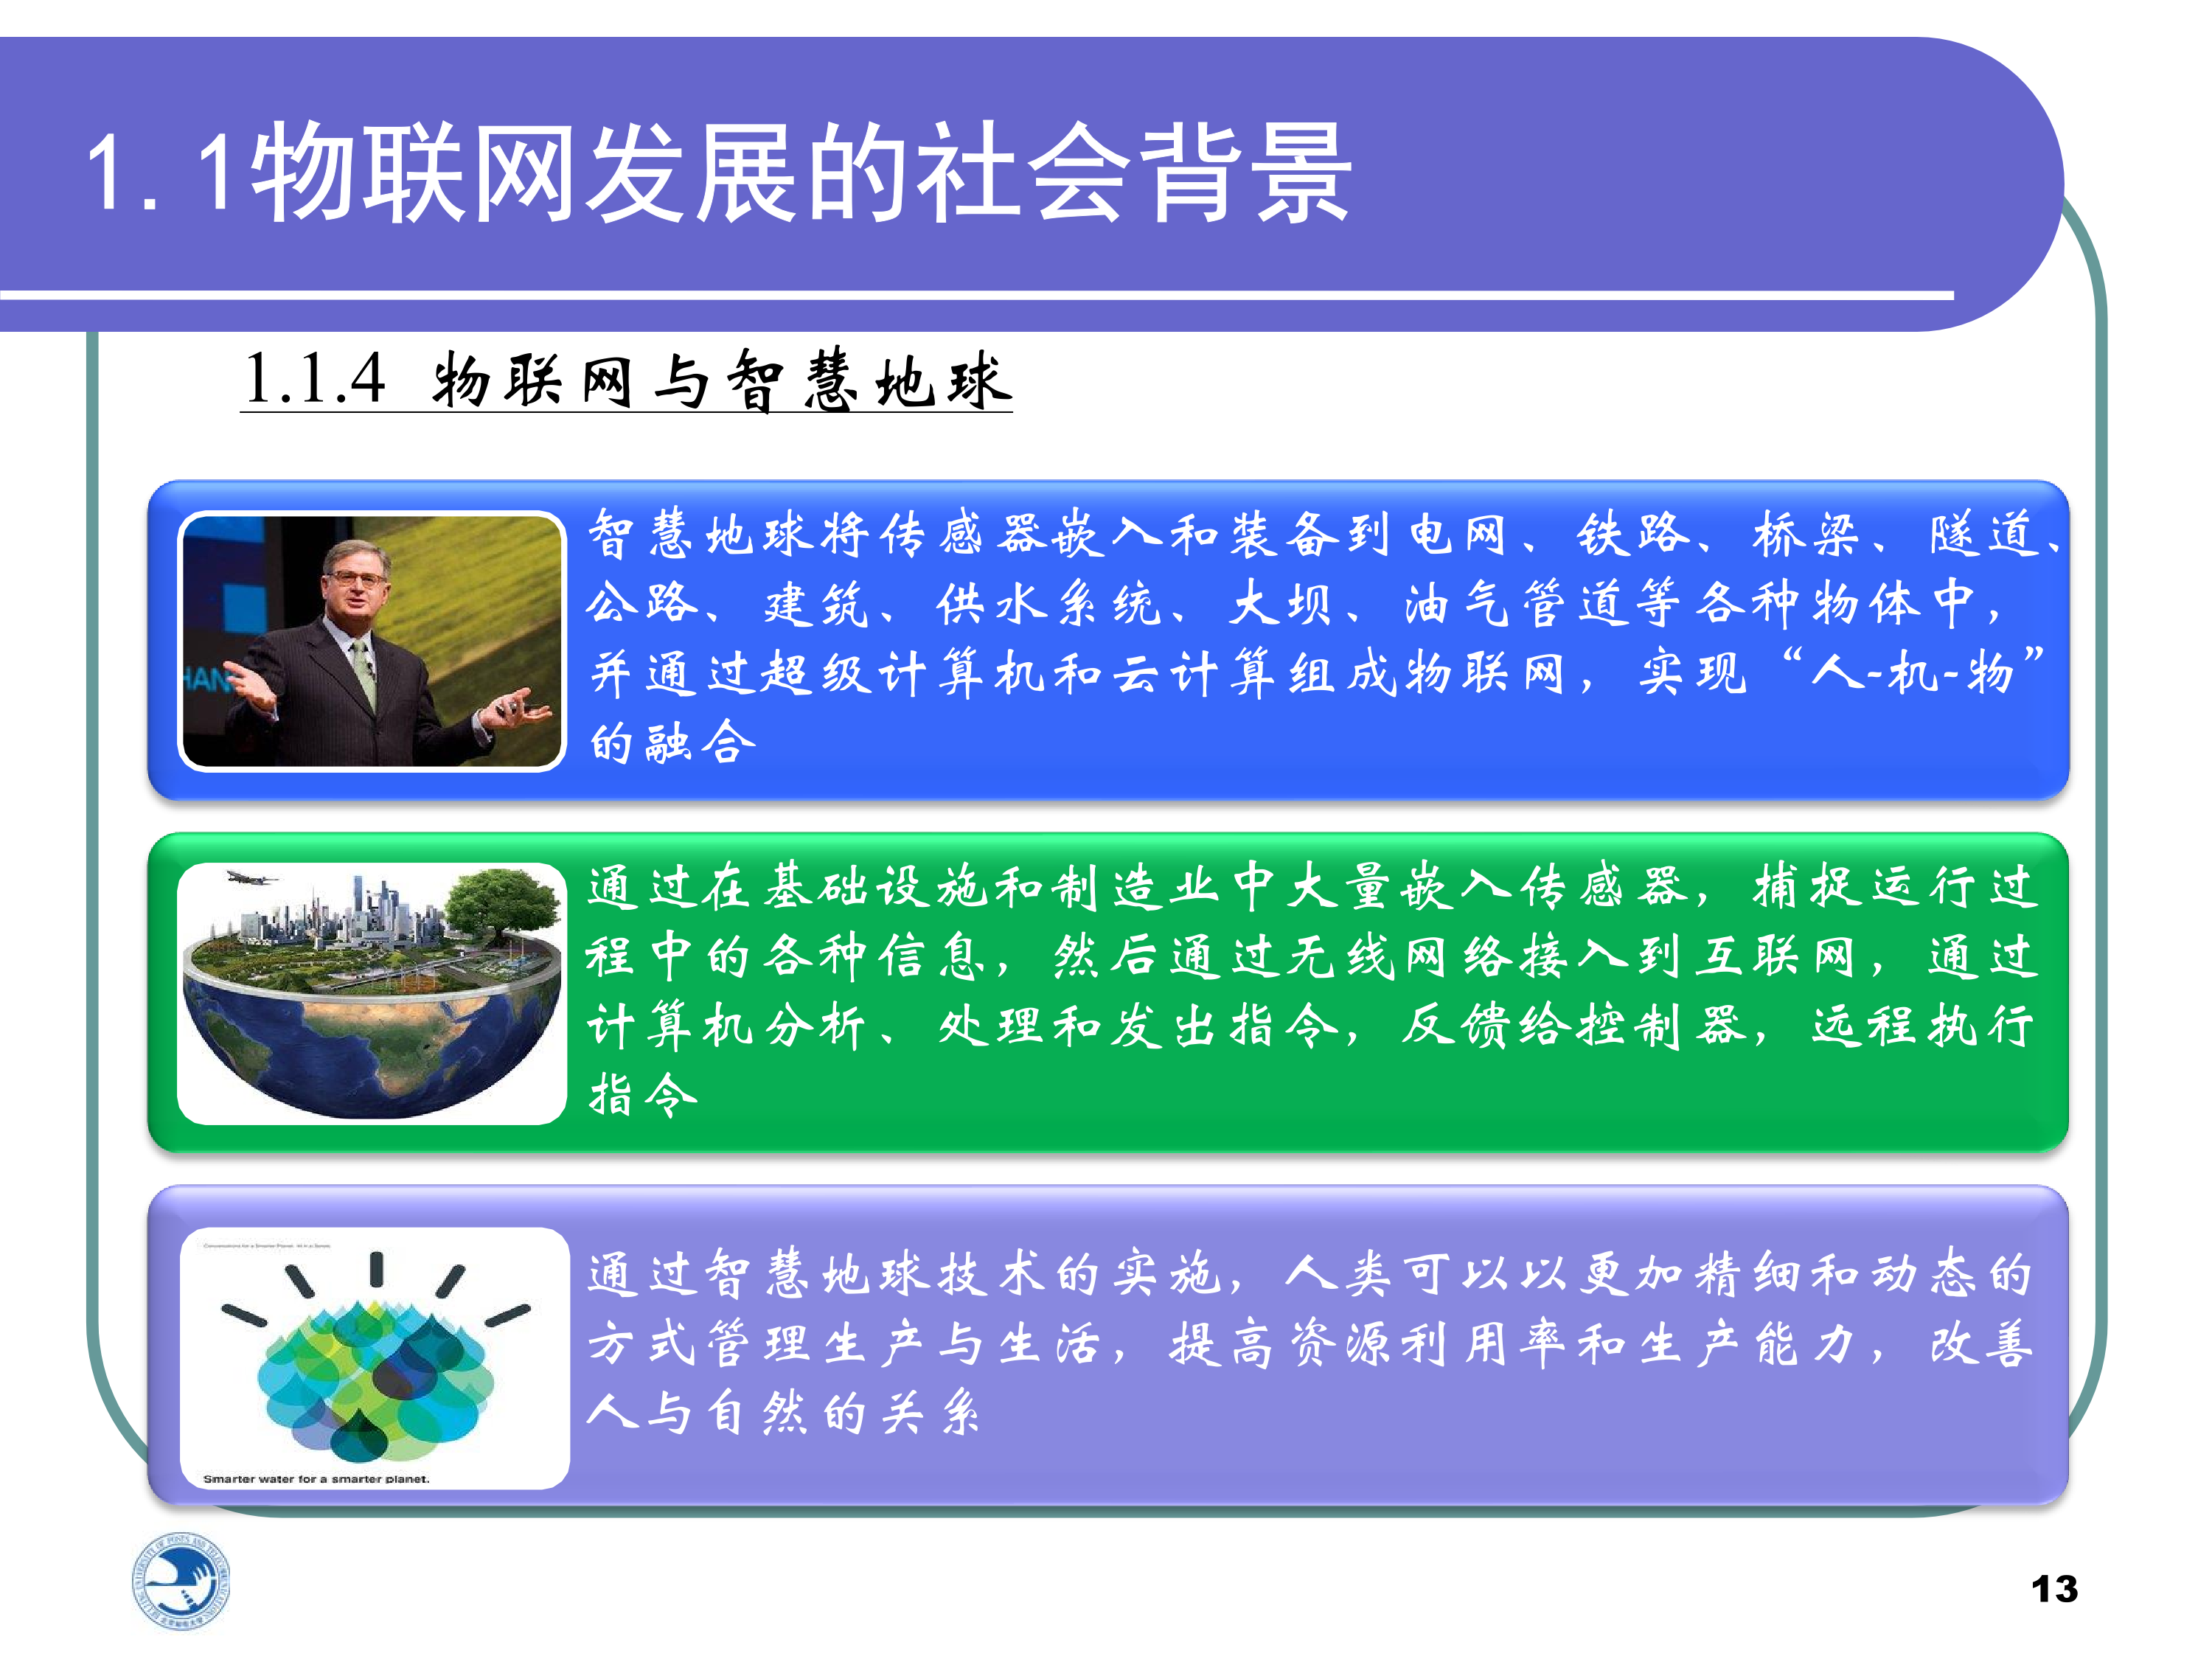 1.1物联网发展的社会背景
1.1.4 物联网与智慧地球
智慧地球将传感器嵌入和装备到电网、铁路、桥梁、隧道、
公路、建筑、供水系统、大坝、油气管道等各种物体中，
并通过超级计算机和云计算组成物联网，实现“人-机-物”
的融合
HAN
通过在基础设施和制造业中大量嵌入传感器，捕捉运行过
程中的各种信息，然后通过无线网络接入到互联网，通过
计算机分析、处理和发出指令，反馈给控制器，远程执行
指令
通过智慧地球技术的实施，人类可以以更加精细和动态的
方式管理生产与生活，提高资源利用率和生产能力，改善
人与自然的关系
Smarter water for a smarter planet.
13